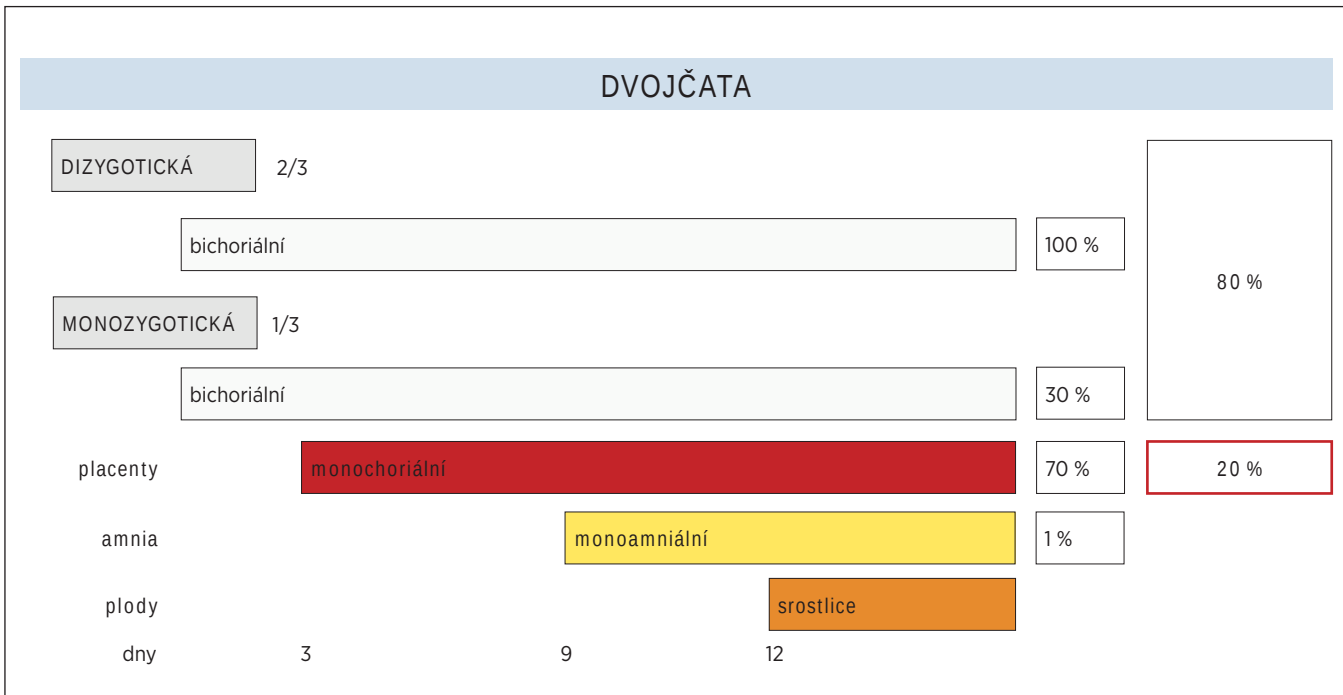 DVOJČATA
DIZYGOTICKÁ 2/3
bichoriální 100 %
80 %
MONOZYGOTICKÁ 1/3
bichoriální 30 %
placenty monochoriální 70 % 20 %
amnia monoamniální 1 %
plody srostlice
dny 3 9 12